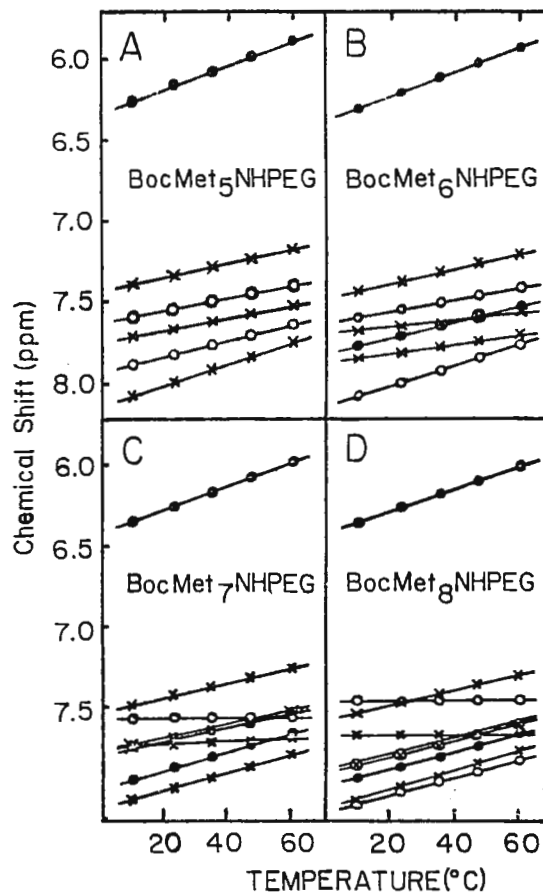 A
B
6.0
6.5
BocMet5NHPEG
BocMet6NHPEG
7.0
7.5
8.0
C
D
6.0
6.5
BocMet7NHPEG
BocMet8NHPEG
7.0
7.5
20 40 60
20 40 60
TEMPERATURE(°C)
Chemical Shift (ppm)